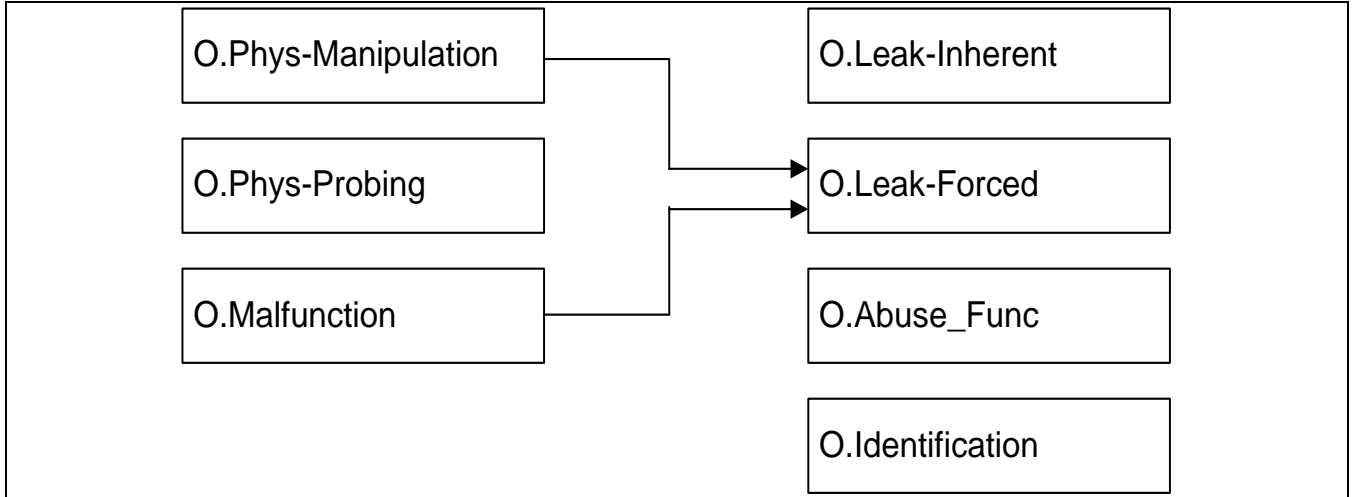 O.Phys-Manipulation
O.Leak-Inherent
O.Phys-Probing
O.Leak-Forced
O.Malfunction
O.Abuse_Func
O.Identification